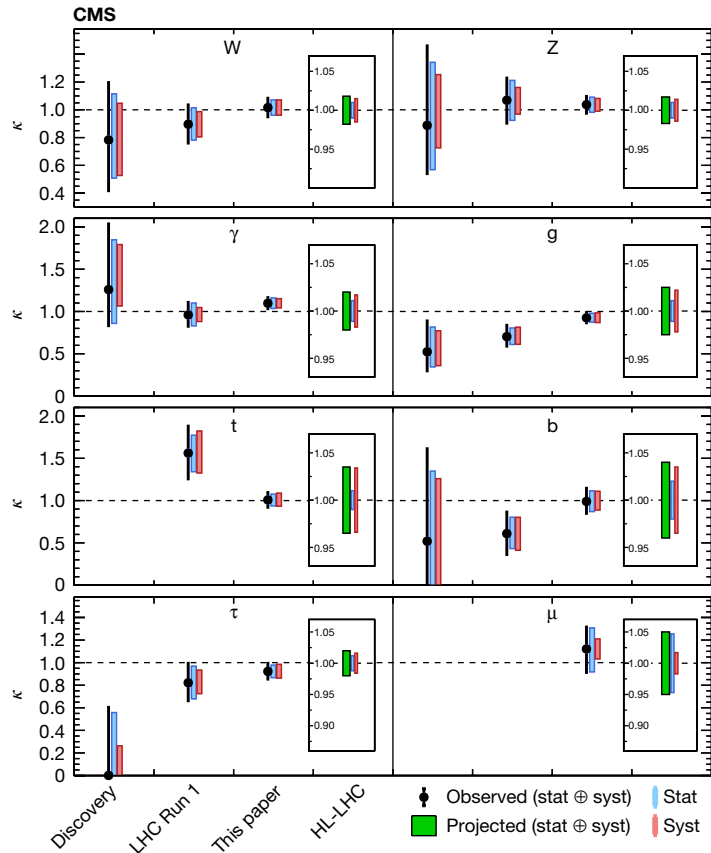 CMS
W
Z
κ
1.2
1.0
0.8
0.6
0.4
1.05
1.00
0.95
1.05
1.00
0.95
γ
g
κ
2.0
1.5
1.0
0.5
0
1.05
1.00
0.95
1.05
1.00
0.95
t
b
κ
2.0
1.5
1.0
0.5
0
1.05
1.00
0.95
1.05
1.00
0.95
τ
μ
κ
1.4
1.2
1.0
0.8
0.6
0.4
0.2
0
1.05
1.00
0.95
0.90
1.05
1.00
0.95
0.90
Discovery
LHC Run 1
This paper
HL-LHC
Observed (stat ⊕ syst)
Stat
Projected (stat ⊕ syst)
Syst